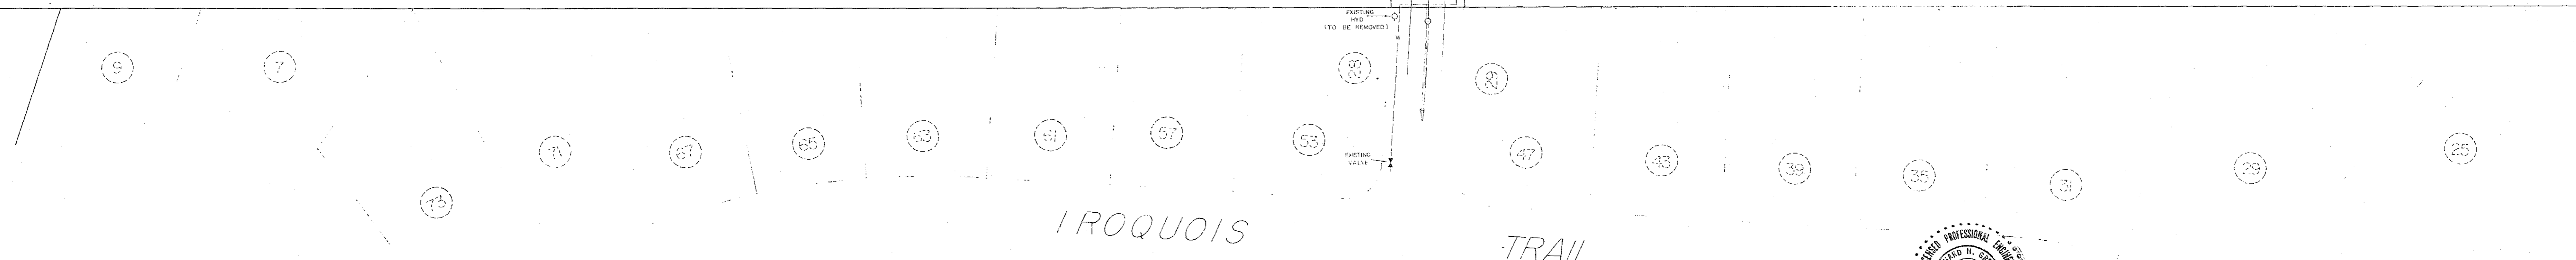 EXISTING
HYD
(TO BE REMOVED)
W
9
7
28
26
73
71
67
65
63
61
57
53
EXISTING
VALVE
47
43
39
35
31
29
25
IROQUOIS TRAIL
PROFESSIONAL